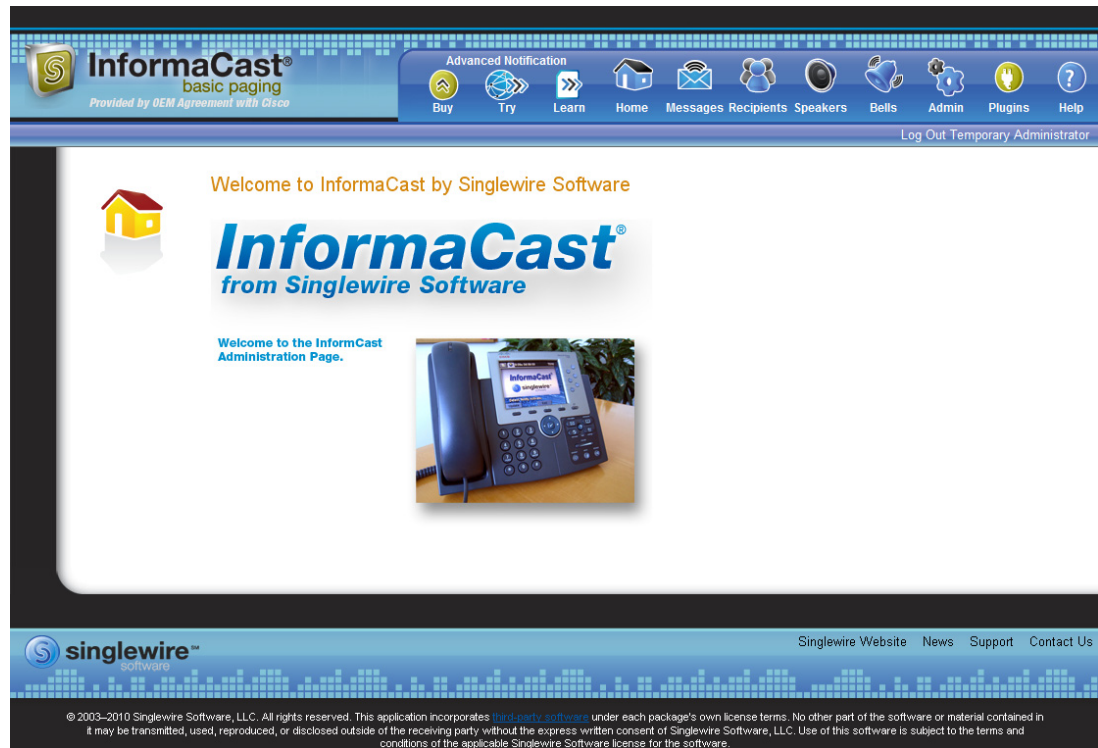 InformaCast®
basic paging
Provided by OEM Agreement with Cisco
Advanced Notification
Buy
Try
Learn
Home
Messages
Recipients
Speakers
Bells
Admin
Plugins
Help
Log Out Temporary Administrator
Welcome to InformaCast by Singlewire Software
InformaCast®
from Singlewire Software
Welcome to the InformCast
Administration Page.
InformaCast
singlewire
singlewire℠
software
Singlewire Website
News
Support
Contact Us
© 2003–2010 Singlewire Software, LLC. All rights reserved. This application incorporates third-party software under each package's own license terms. No other part of the software or material contained in
it may be transmitted, used, reproduced, or disclosed outside of the receiving party without the express written consent of Singlewire Software, LLC. Use of this software is subject to the terms and
conditions of the applicable Singlewire Software license for the software.